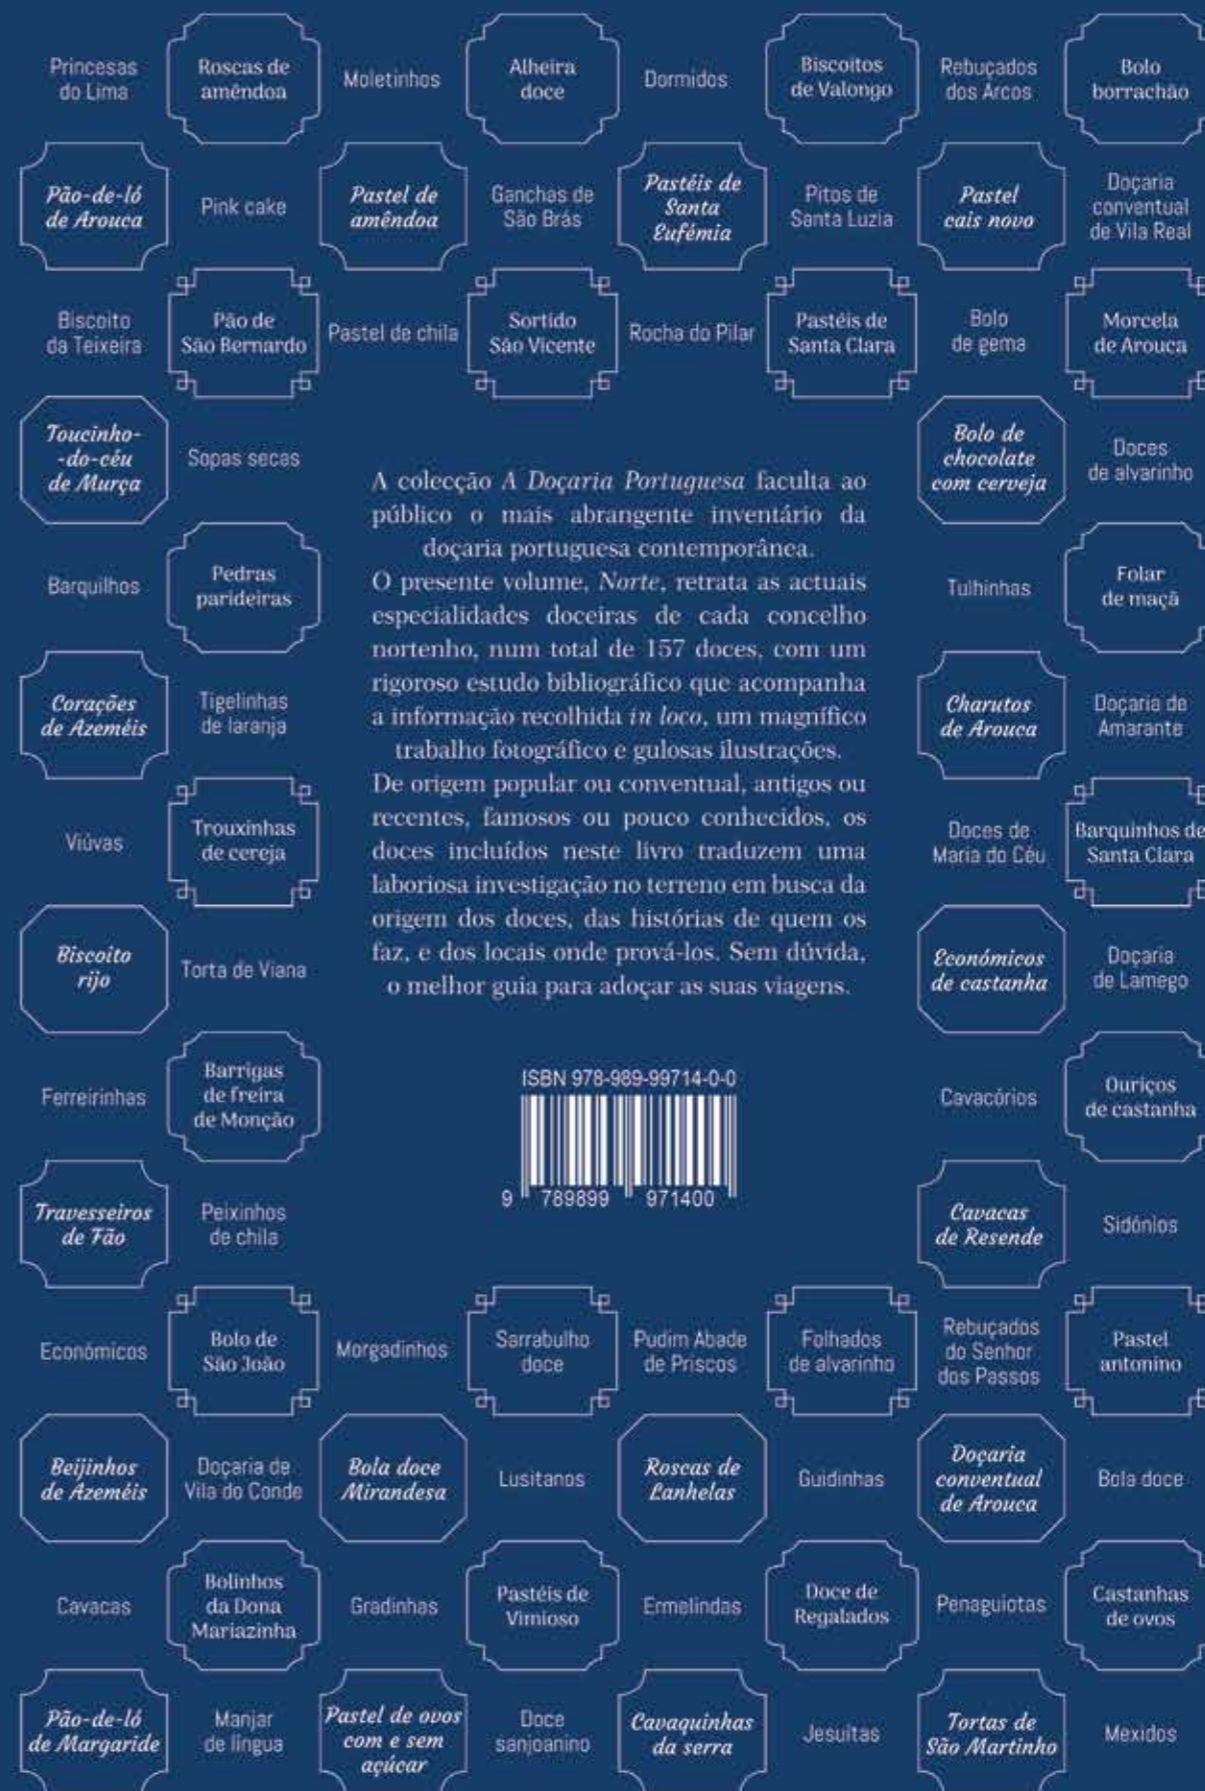 Princesas
do Lima
Roscas de
amêndoa
Moletinhos
Alheira
doce
Dormidos
Biscoitos
de Valongo
Rebuçados
dos Arcos
Bolo
borrachão
Pão-de-ló
de Arouca
Pink cake
Pastel de
amêndoa
Ganchas de
São Brás
Pastéis de
Santa
Eufémia
Pitos de
Santa Luzia
Pastel
cais novo
Doçaria
conventual
de Vila Real
Biscoito
da Teixeira
Pão de
São Bernardo
Pastel de chila
Sortido
São Vicente
Rocha do Pilar
Pastéis de
Santa Clara
Bolo
de gema
Morcela
de Arouca
Toucinho-
-do-céu
de Murça
Sopas secas
Bolo de
chocolate
com cerveja
Doces
de alvarinho
Barquilhos
Pedras
parideiras
Tulhinhas
Folar
de maçã
Corações
de Azeméis
Tigelinhas
de laranja
Charutos
de Arouca
Doçaria de
Amarante
Viúvas
Trouxinhas
de cereja
Doces de
Maria do Céu
Barquinhos de
Santa Clara
Biscoito
rijo
Torta de Viana
Económicos
de castanha
Doçaria
de Lamego
Ferreirinhas
Barrigas
de freira
de Monção
Cavacórios
Ouriços
de castanha
Travesseiros
de Fão
Peixinhos
de chila
Cavacas
de Resende
Sidónios
A colecção A Doçaria Portuguesa faculta ao
público o mais abrangente inventário da
doçaria portuguesa contemporânea.
O presente volume, Norte, retrata as actuais
especialidades doceiras de cada concelho
nortenho, num total de 157 doces, com um
rigoroso estudo bibliográfico que acompanha
a informação recolhida in loco, um magnífico
trabalho fotográfico e gulosas ilustrações.
De origem popular ou conventual, antigos ou
recentes, famosos ou pouco conhecidos, os
doces incluídos neste livro traduzem uma
laboriosa investigação no terreno em busca da
origem dos doces, das histórias de quem os
faz, e dos locais onde prová-los. Sem dúvida,
o melhor guia para adoçar as suas viagens.
ISBN 978-989-99714-0-0
9 789899 971400
Económicos
Bolo de
São João
Morgadinhos
Sarrabulho
doce
Pudim Abade
de Priscos
Folhados
de alvarinho
Rebuçados
do Senhor
dos Passos
Pastel
antonino
Beijinhos
de Azeméis
Doçaria de
Vila do Conde
Bola doce
Mirandesa
Lusitanos
Roscas de
Lanhelas
Guidinhas
Doçaria
conventual
de Arouca
Bola doce
Cavacas
Bolinhos
da Dona
Mariazinha
Gradinhas
Pastéis de
Vimioso
Ermelindas
Doce de
Regalados
Penaguiotas
Castanhas
de ovos
Pão-de-ló
de Margaride
Manjar
de língua
Pastel de ovos
com e sem
açúcar
Doce
sanjoanino
Cavaquinhas
da serra
Jesuítas
Tortas de
São Martinho
Mexidos